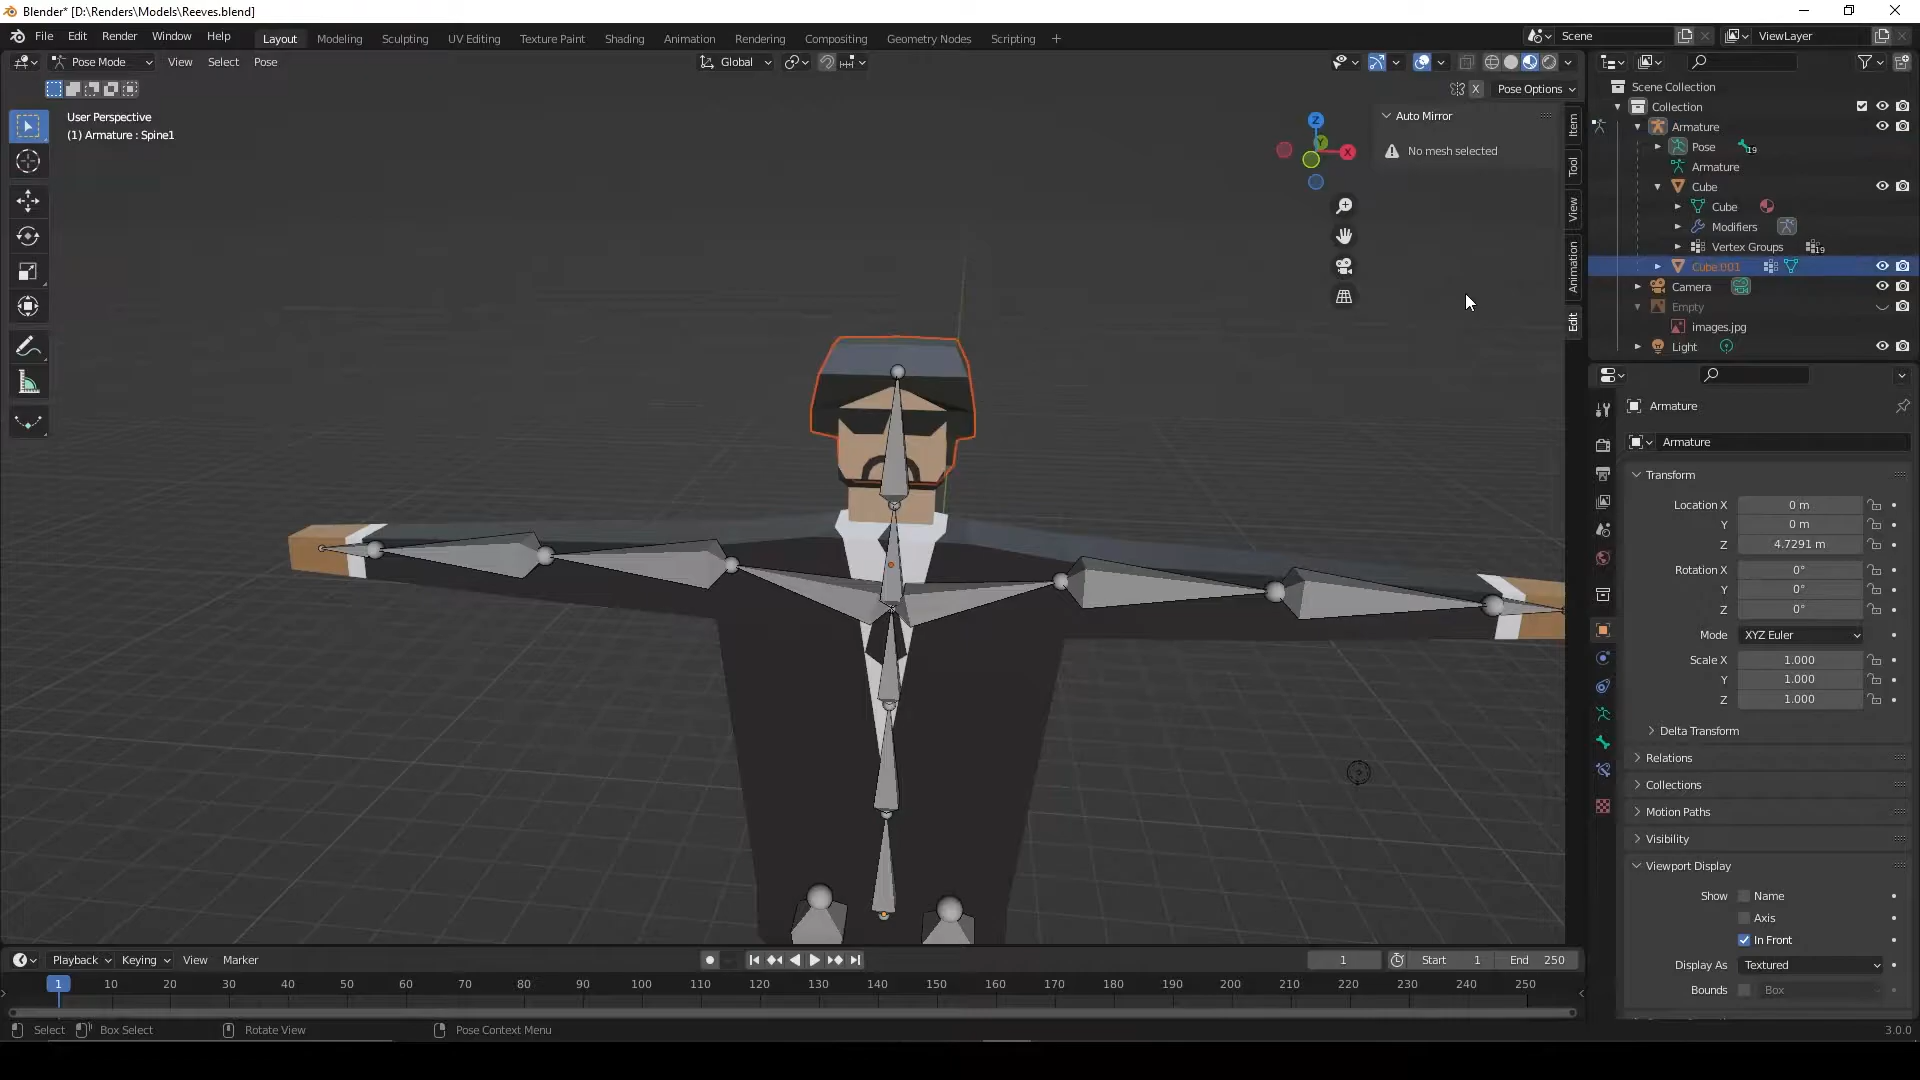 Blender* [D:\Renders\Models\Reeves.blend]
File Edit Render Window Help
Layout Modeling Sculpting UV Editing Texture Paint Shading Animation Rendering Compositing Geometry Nodes Scripting +
Scene
ViewLayer
Pose Mode View Select Pose
Global
X Pose Options
User Perspective
(1) Armature : Spine1
Z
Y
X
Auto Mirror
No mesh selected
Item
Tool
View
Animation
Edit
Scene Collection
Collection
Armature
Pose 19
Armature
Cube
Cube
Modifiers
Vertex Groups 19
Cube.001
Camera
Empty
images.jpg
Light
Armature
Armature
Transform
Location X 0 m
Y 0 m
Z 4.7291 m
Rotation X 0°
Y 0°
Z 0°
Mode XYZ Euler
Scale X 1.000
Y 1.000
Z 1.000
Delta Transform
Relations
Collections
Motion Paths
Visibility
Viewport Display
Show Name
Axis
In Front
Display As Textured
Bounds Box
Playback Keying View Marker
1 Start 1 End 250
1 10 20 30 40 50 60 70 80 90 100 110 120 130 140 150 160 170 180 190 200 210 220 230 240 250
Select Box Select Rotate View Pose Context Menu 3.0.0